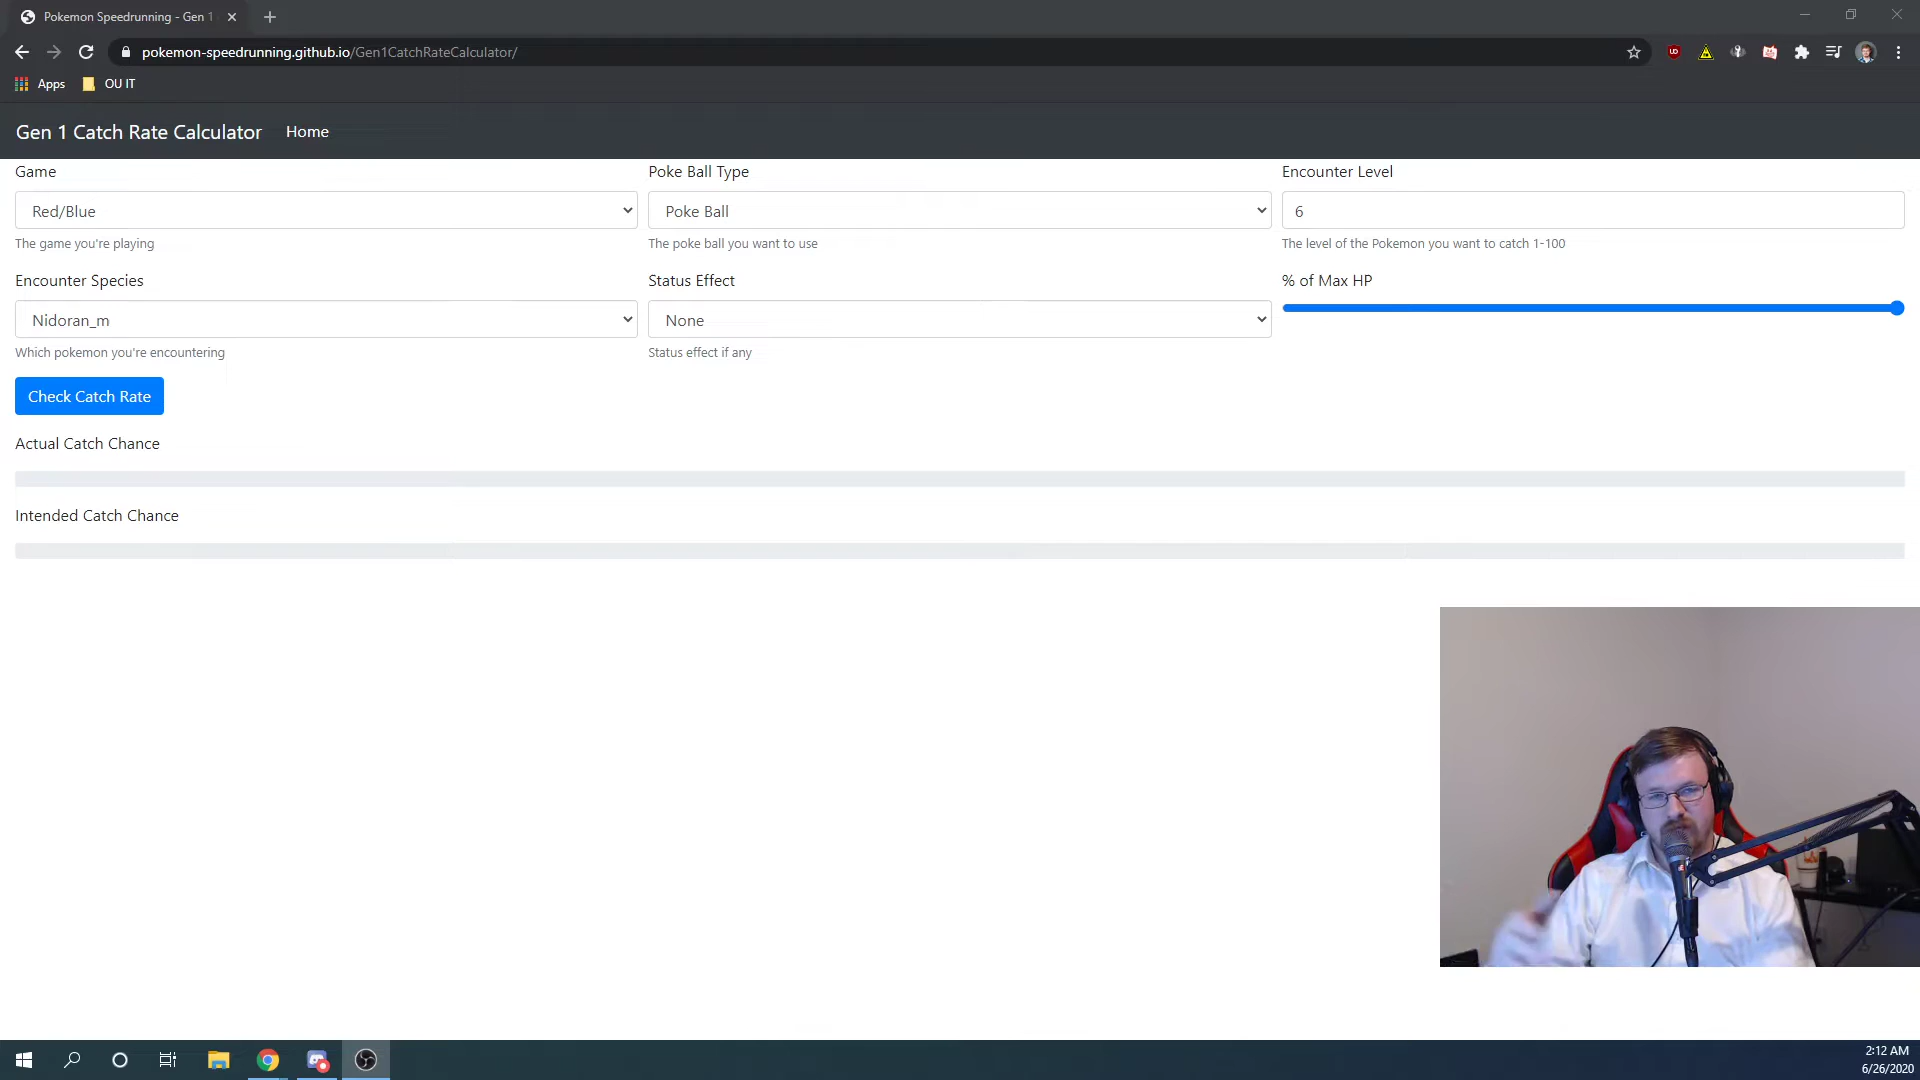 Pokemon Speedrunning - Gen 1
pokemon-speedrunning.github.io/Gen1CatchRateCalculator/
Apps OU IT
Gen 1 Catch Rate Calculator Home
Game Poke Ball Type Encounter Level
Red/Blue Poke Ball 6
The game you're playing The poke ball you want to use The level of the Pokemon you want to catch 1-100
Encounter Species Status Effect % of Max HP
Nidoran_m None
Which pokemon you're encountering Status effect if any
Check Catch Rate
Actual Catch Chance
Intended Catch Chance
2:12 AM
6/26/2020